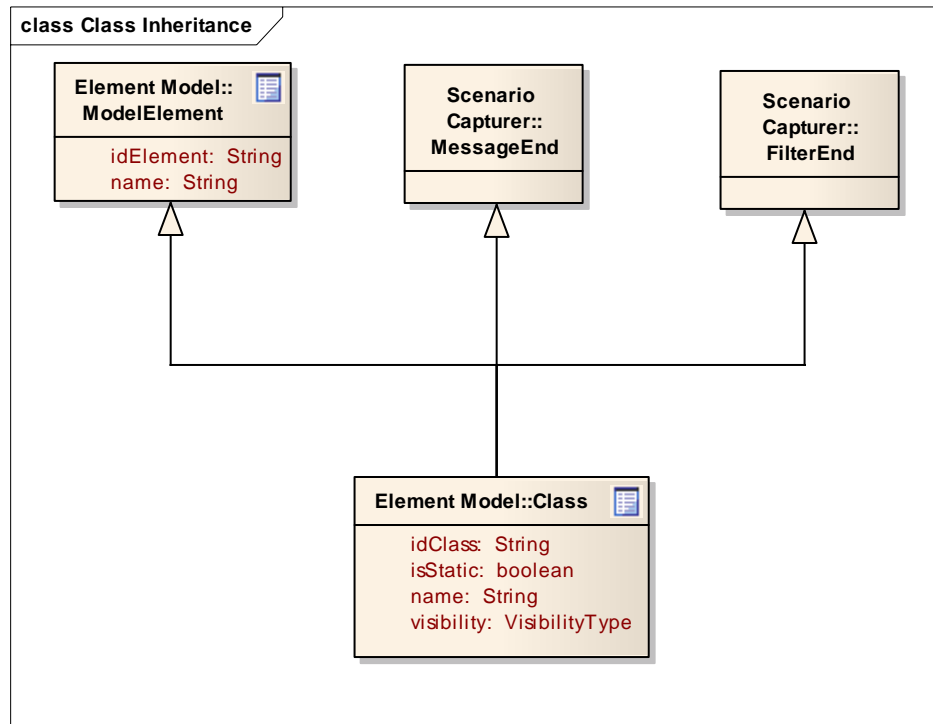 class Class Inheritance
Element Model::
ModelElement
idElement: String
name: String
Scenario
Capturer::
MessageEnd
Scenario
Capturer::
FilterEnd
Element Model::Class
idClass: String
isStatic: boolean
name: String
visibility: VisibilityType